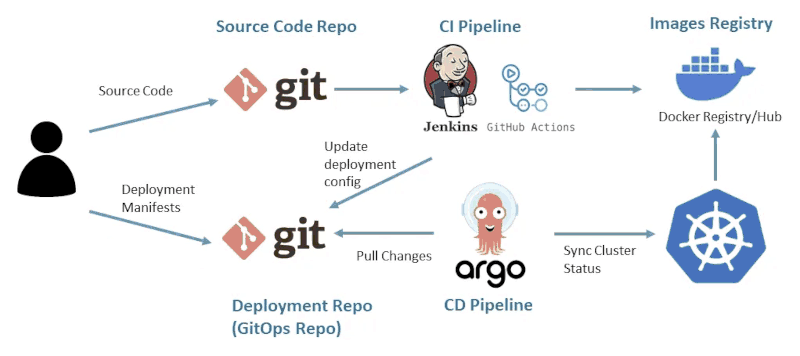 Source Code Repo
CI Pipeline
Images Registry
Source Code
git
Jenkins
GitHub Actions
Docker Registry/Hub
Update
deployment
config
Deployment
Manifests
git
Pull Changes
argo
Sync Cluster
Status
Deployment Repo
(GitOps Repo)
CD Pipeline